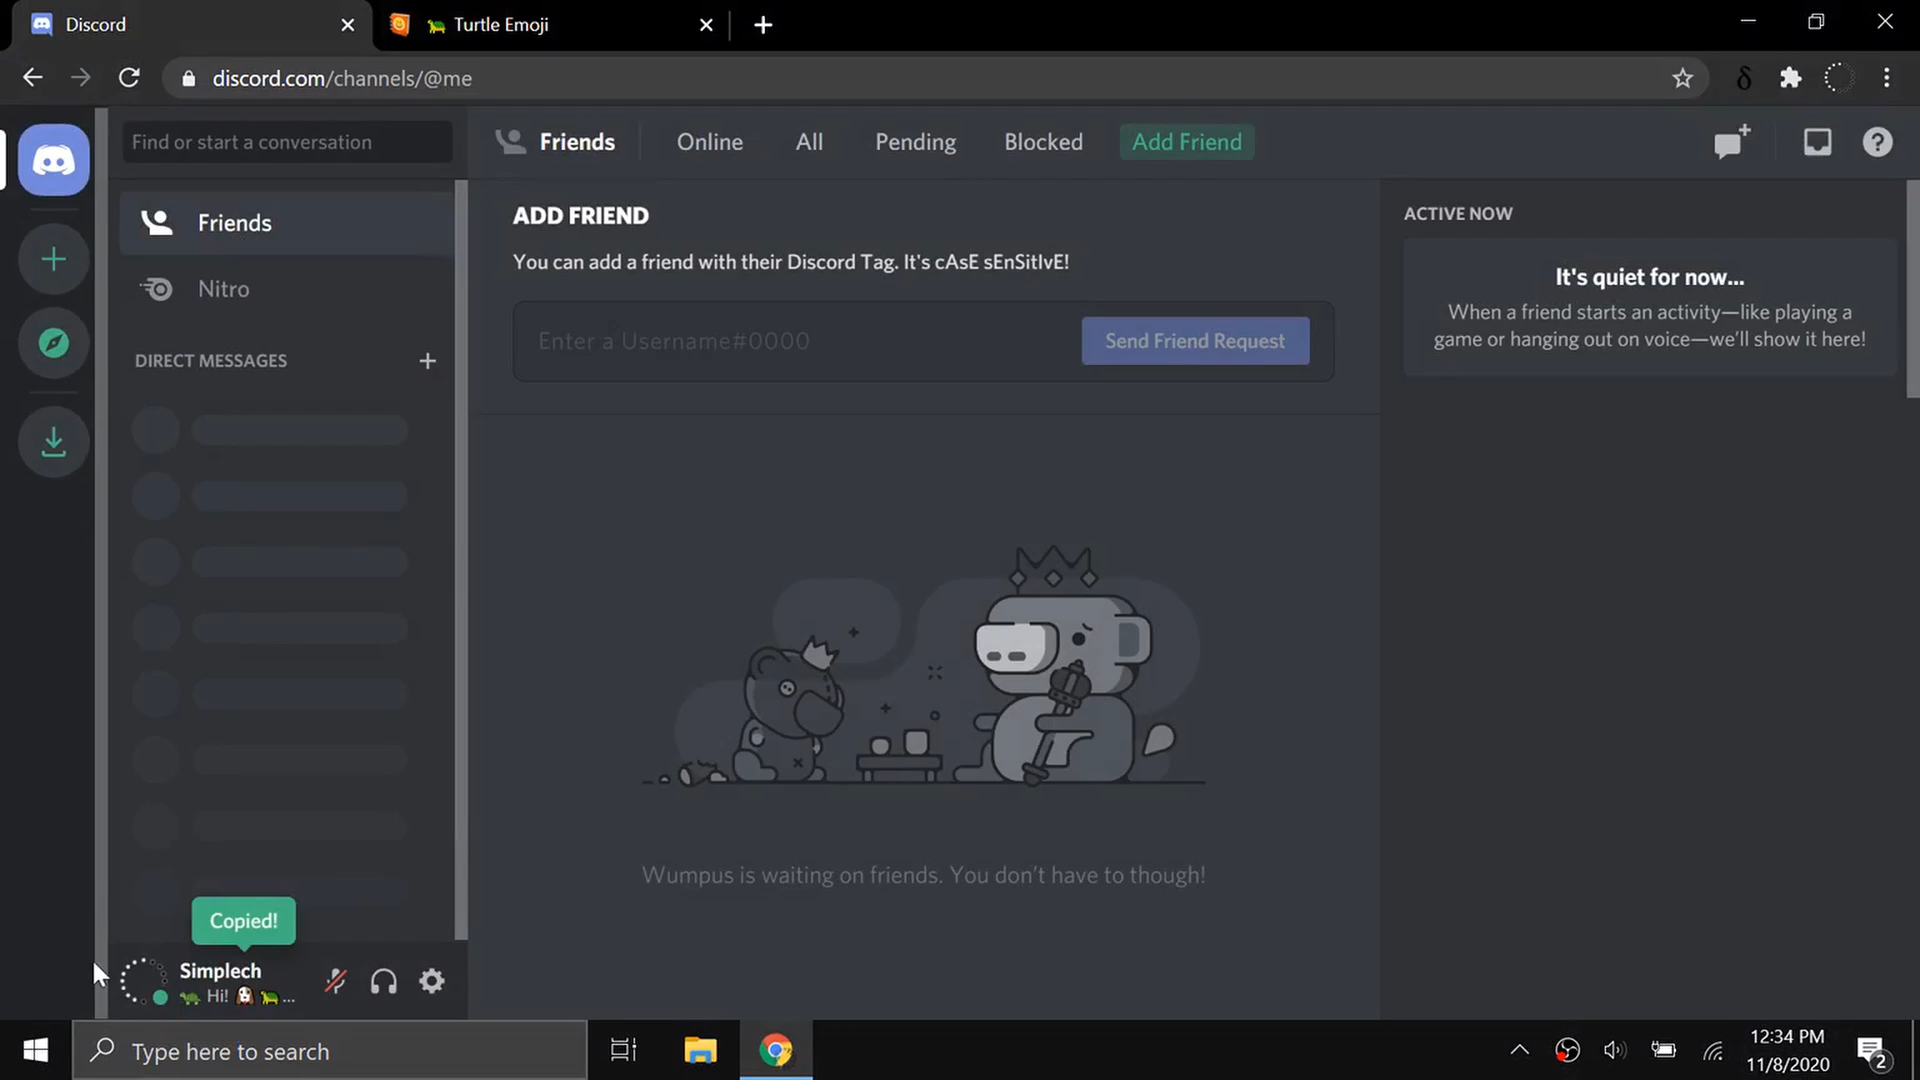 Discord
🐢 Turtle Emoji
discord.com/channels/@me
δ
Find or start a conversation
Friends
Online
All
Pending
Blocked
Add Friend
Friends
Nitro
DIRECT MESSAGES
ADD FRIEND
You can add a friend with their Discord Tag. It's cAsE sEnSitIvE!
Enter a Username#0000
Send Friend Request
ACTIVE NOW
It's quiet for now...
When a friend starts an activity—like playing a
game or hanging out on voice—we'll show it here!
Wumpus is waiting on friends. You don't have to though!
Copied!
Simplech
🐢 Hi! 🐶 🐢 ...
Type here to search
12:34 PM
11/8/2020
2